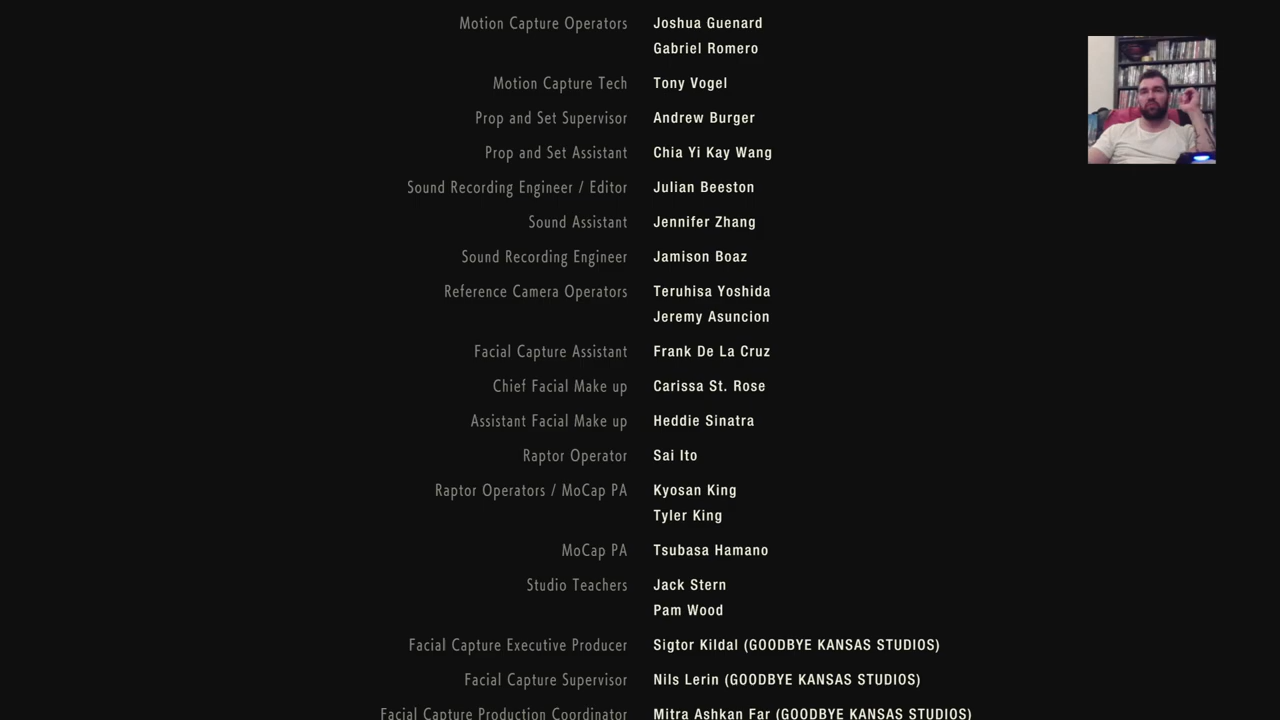 Motion Capture Operators Joshua Guenard
Gabriel Romero
Motion Capture Tech Tony Vogel
Prop and Set Supervisor Andrew Burger
Prop and Set Assistant Chia Yi Kay Wang
Sound Recording Engineer / Editor Julian Beeston
Sound Assistant Jennifer Zhang
Sound Recording Engineer Jamison Boaz
Reference Camera Operators Teruhisa Yoshida
Jeremy Asuncion
Facial Capture Assistant Frank De La Cruz
Chief Facial Make up Carissa St. Rose
Assistant Facial Make up Heddie Sinatra
Raptor Operator Sai Ito
Raptor Operators / MoCap PA Kyosan King
Tyler King
MoCap PA Tsubasa Hamano
Studio Teachers Jack Stern
Pam Wood
Facial Capture Executive Producer Sigtor Kildal (GOODBYE KANSAS STUDIOS)
Facial Capture Supervisor Nils Lerin (GOODBYE KANSAS STUDIOS)
Facial Capture Production Coordinator Mitra Ashkan Far (GOODBYE KANSAS STUDIOS)